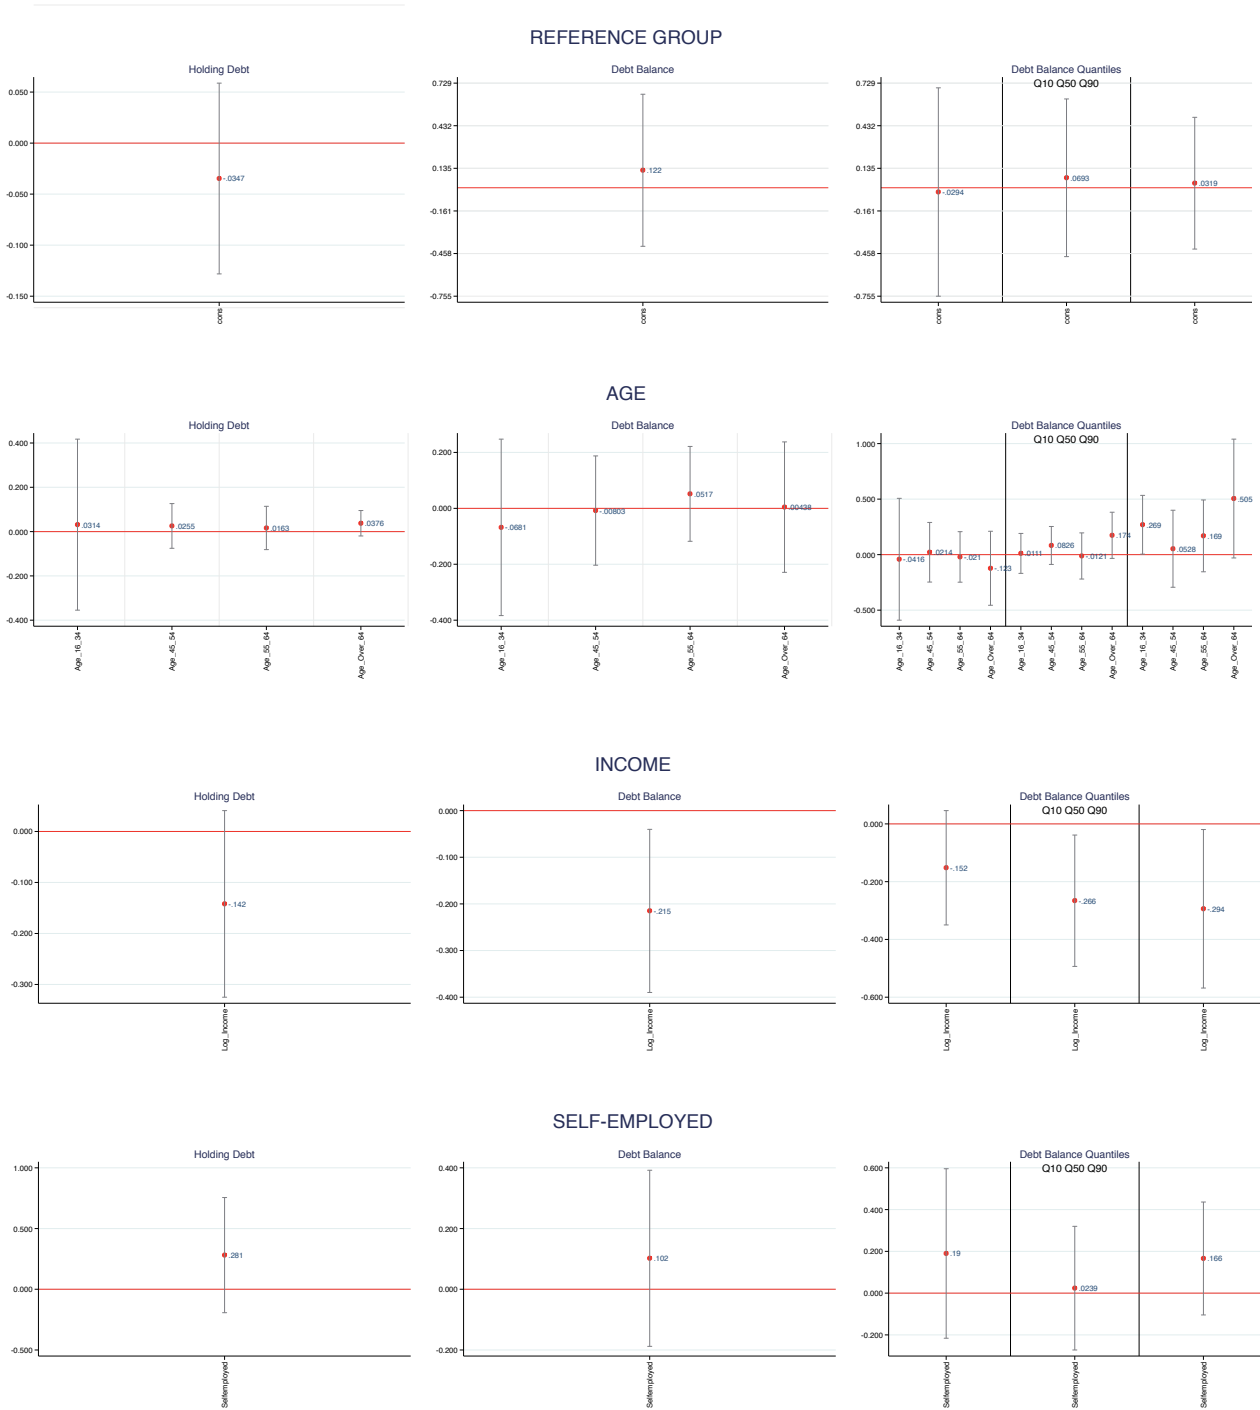 REFERENCE GROUP
Holding Debt
0.050
0.000
-0.050
-0.100
-0.150
-.0347
cons
Debt Balance
0.729
0.432
0.135
-0.161
-0.458
-0.755
.122
cons
Debt Balance Quantiles
Q10 Q50 Q90
0.729
0.432
0.135
-0.161
-0.458
-0.755
-.0294
.0693
.0319
cons
cons
cons
AGE
Holding Debt
0.400
0.200
0.000
-0.200
-0.400
.0314
.0255
.0163
.0376
Age_16_34
Age_45_54
Age_55_64
Age_Over_64
Debt Balance
0.200
0.000
-0.200
-0.400
-.0681
-.00803
.0517
.00438
Age_16_34
Age_45_54
Age_55_64
Age_Over_64
Debt Balance Quantiles
Q10 Q50 Q90
1.000
0.500
0.000
-0.500
-.0416
.0214
-.021
-.123
.0111
.0826
-.0121
.174
.269
.0528
.169
.505
Age_16_34
Age_45_54
Age_55_64
Age_Over_64
Age_16_34
Age_45_54
Age_55_64
Age_Over_64
Age_16_34
Age_45_54
Age_55_64
Age_Over_64
INCOME
Holding Debt
0.000
-0.100
-0.200
-0.300
-.142
Log_Income
Debt Balance
0.000
-0.100
-0.200
-0.300
-0.400
-.215
Log_Income
Debt Balance Quantiles
Q10 Q50 Q90
0.000
-0.200
-0.400
-0.600
-.152
-.266
-.294
Log_Income
Log_Income
Log_Income
SELF-EMPLOYED
Holding Debt
1.000
0.500
0.000
-0.500
.281
Selfemployed
Debt Balance
0.400
0.200
0.000
-0.200
.102
Selfemployed
Debt Balance Quantiles
Q10 Q50 Q90
0.600
0.400
0.200
0.000
-0.200
.19
.0239
.166
Selfemployed
Selfemployed
Selfemployed